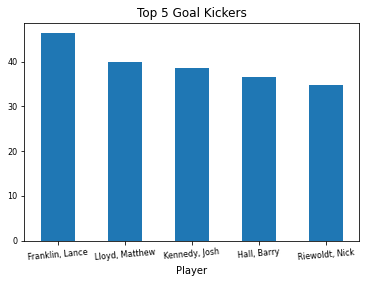 Top 5 Goal Kickers
40
30
20
10
0
Franklin, Lance
Lloyd, Matthew
Kennedy, Josh
Hall, Barry
Riewoldt, Nick
Player